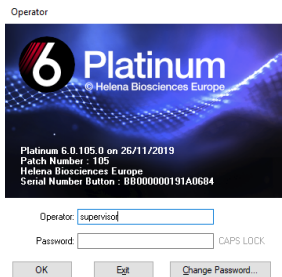 Operator
6 Platinum
© Helena Biosciences Europe
Platinum 6.0.105.0 on 26/11/2019
Patch Number : 105
Helena Biosciences Europe
Serial Number Button : BB000000191A0684
Operator: supervisor
Password: CAPS LOCK
OK Exit Change Password...